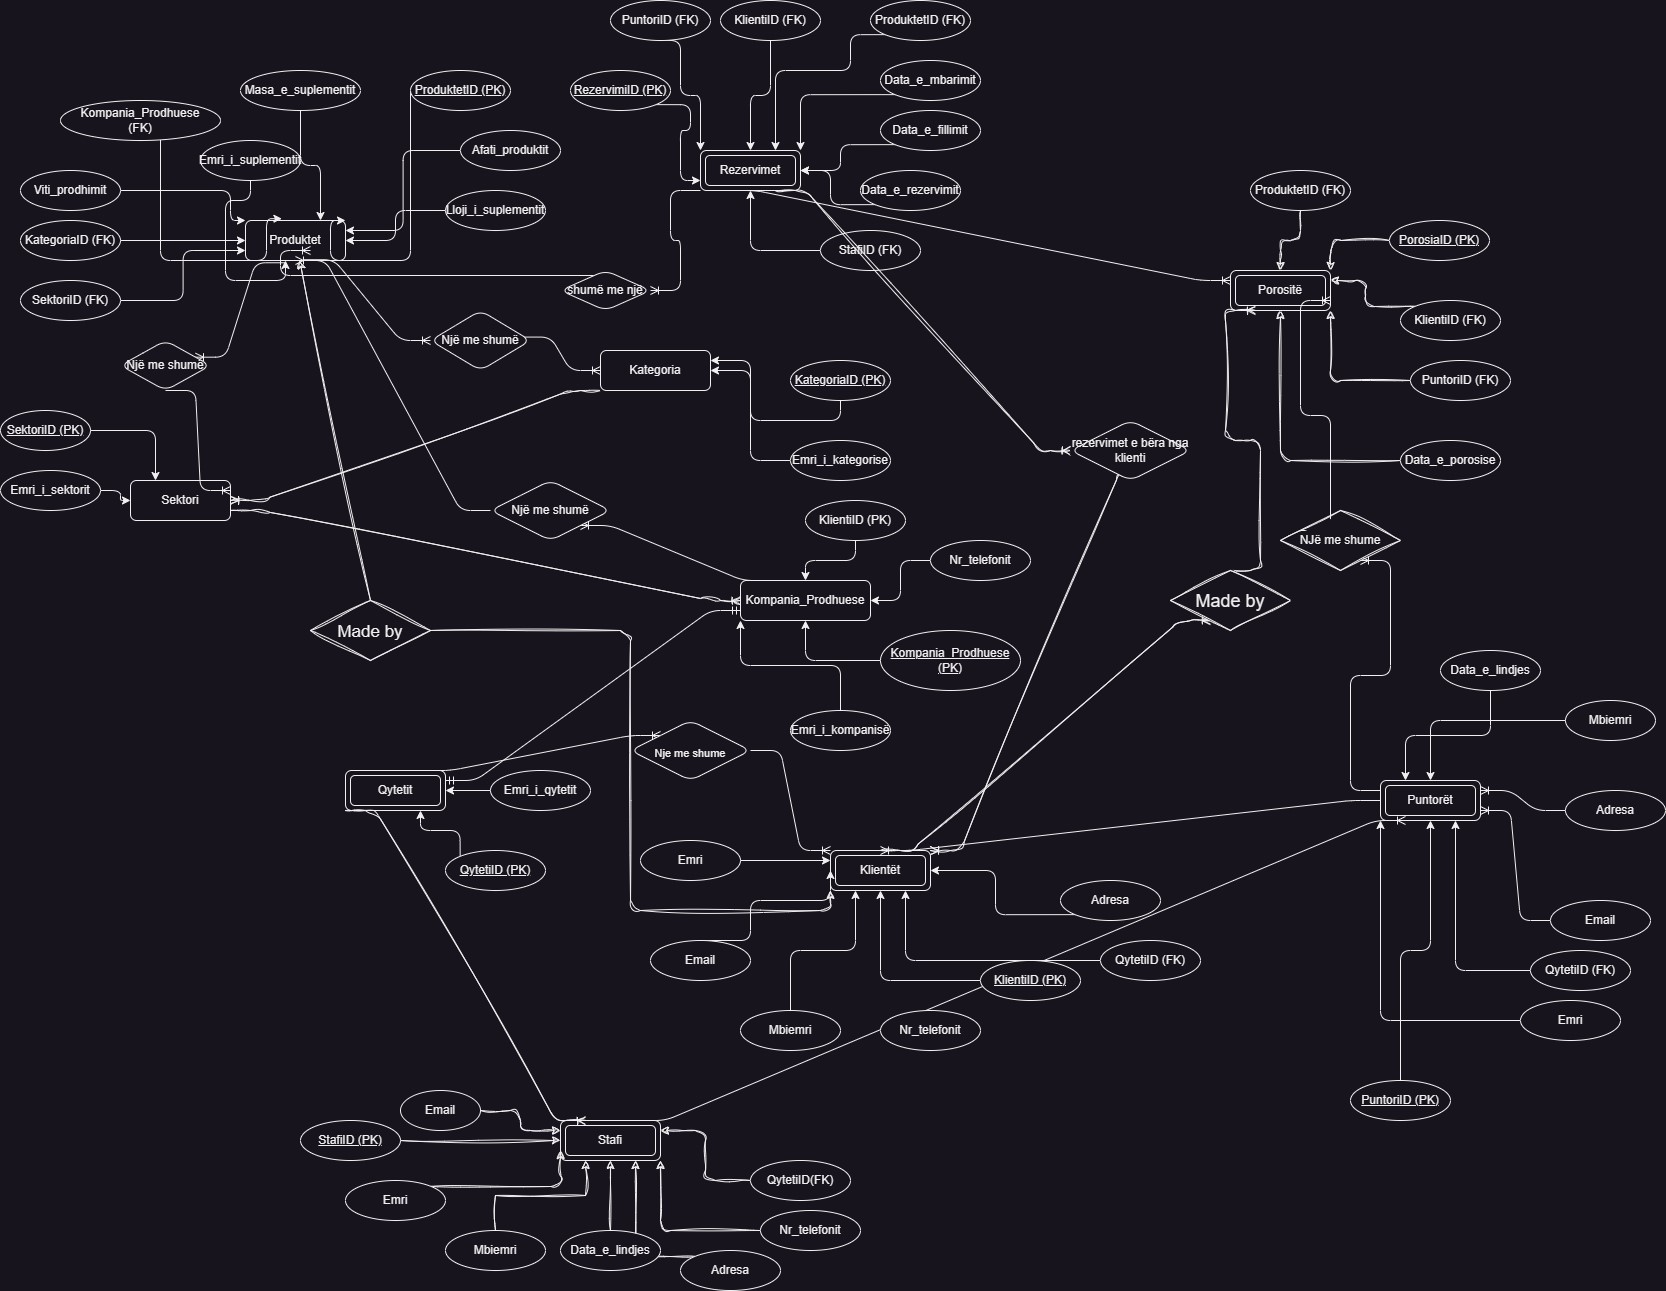 PuntoriID (FK)
KlientiID (FK)
ProduktetID (FK)
Masa_e_suplementit
ProduktetID (PK)
RezervimiID (PK)
Data_e_mbarimit
Kompania_Prodhuese
(FK)
Data_e_fillimit
Emri_i_suplementit
Afati_produktit
Rezervimet
Viti_prodhimit
Data_e_rezervimit
ProduktetID (FK)
Lloji_i_suplementit
KategoriaID (FK)
Produktet
StafiID (FK)
PorosiaID (PK)
SektoriID (FK)
shumë me një
Porositë
KlientiID (FK)
Një me shumë
Një me shumë
Kategoria
KategoriaID (PK)
PuntoriID (FK)
SektoriID (PK)
rezervimet e bëra nga
klienti
Emri_i_kategorise
Data_e_porosise
Emri_i_sektorit
Sektori
Një me shumë
KlientiID (PK)
NJë me shume
Nr_telefonit
Kompania_Prodhuese
Made by
Made by
Kompania_Prodhuese
(PK)
Data_e_lindjes
Emri_i_kompanisë
Mbiemri
Nje me shume
Qytetit
Emri_i_qytetit
Puntorët
Adresa
Emri
Klientët
QytetiID (PK)
Adresa
Email
Email
QytetiID (FK)
QytetiID (FK)
KlientiID (PK)
Mbiemri
Nr_telefonit
Emri
PuntoriID (PK)
Email
StafiID (PK)
Stafi
QytetiID(FK)
Emri
Nr_telefonit
Mbiemri
Data_e_lindjes
Adresa